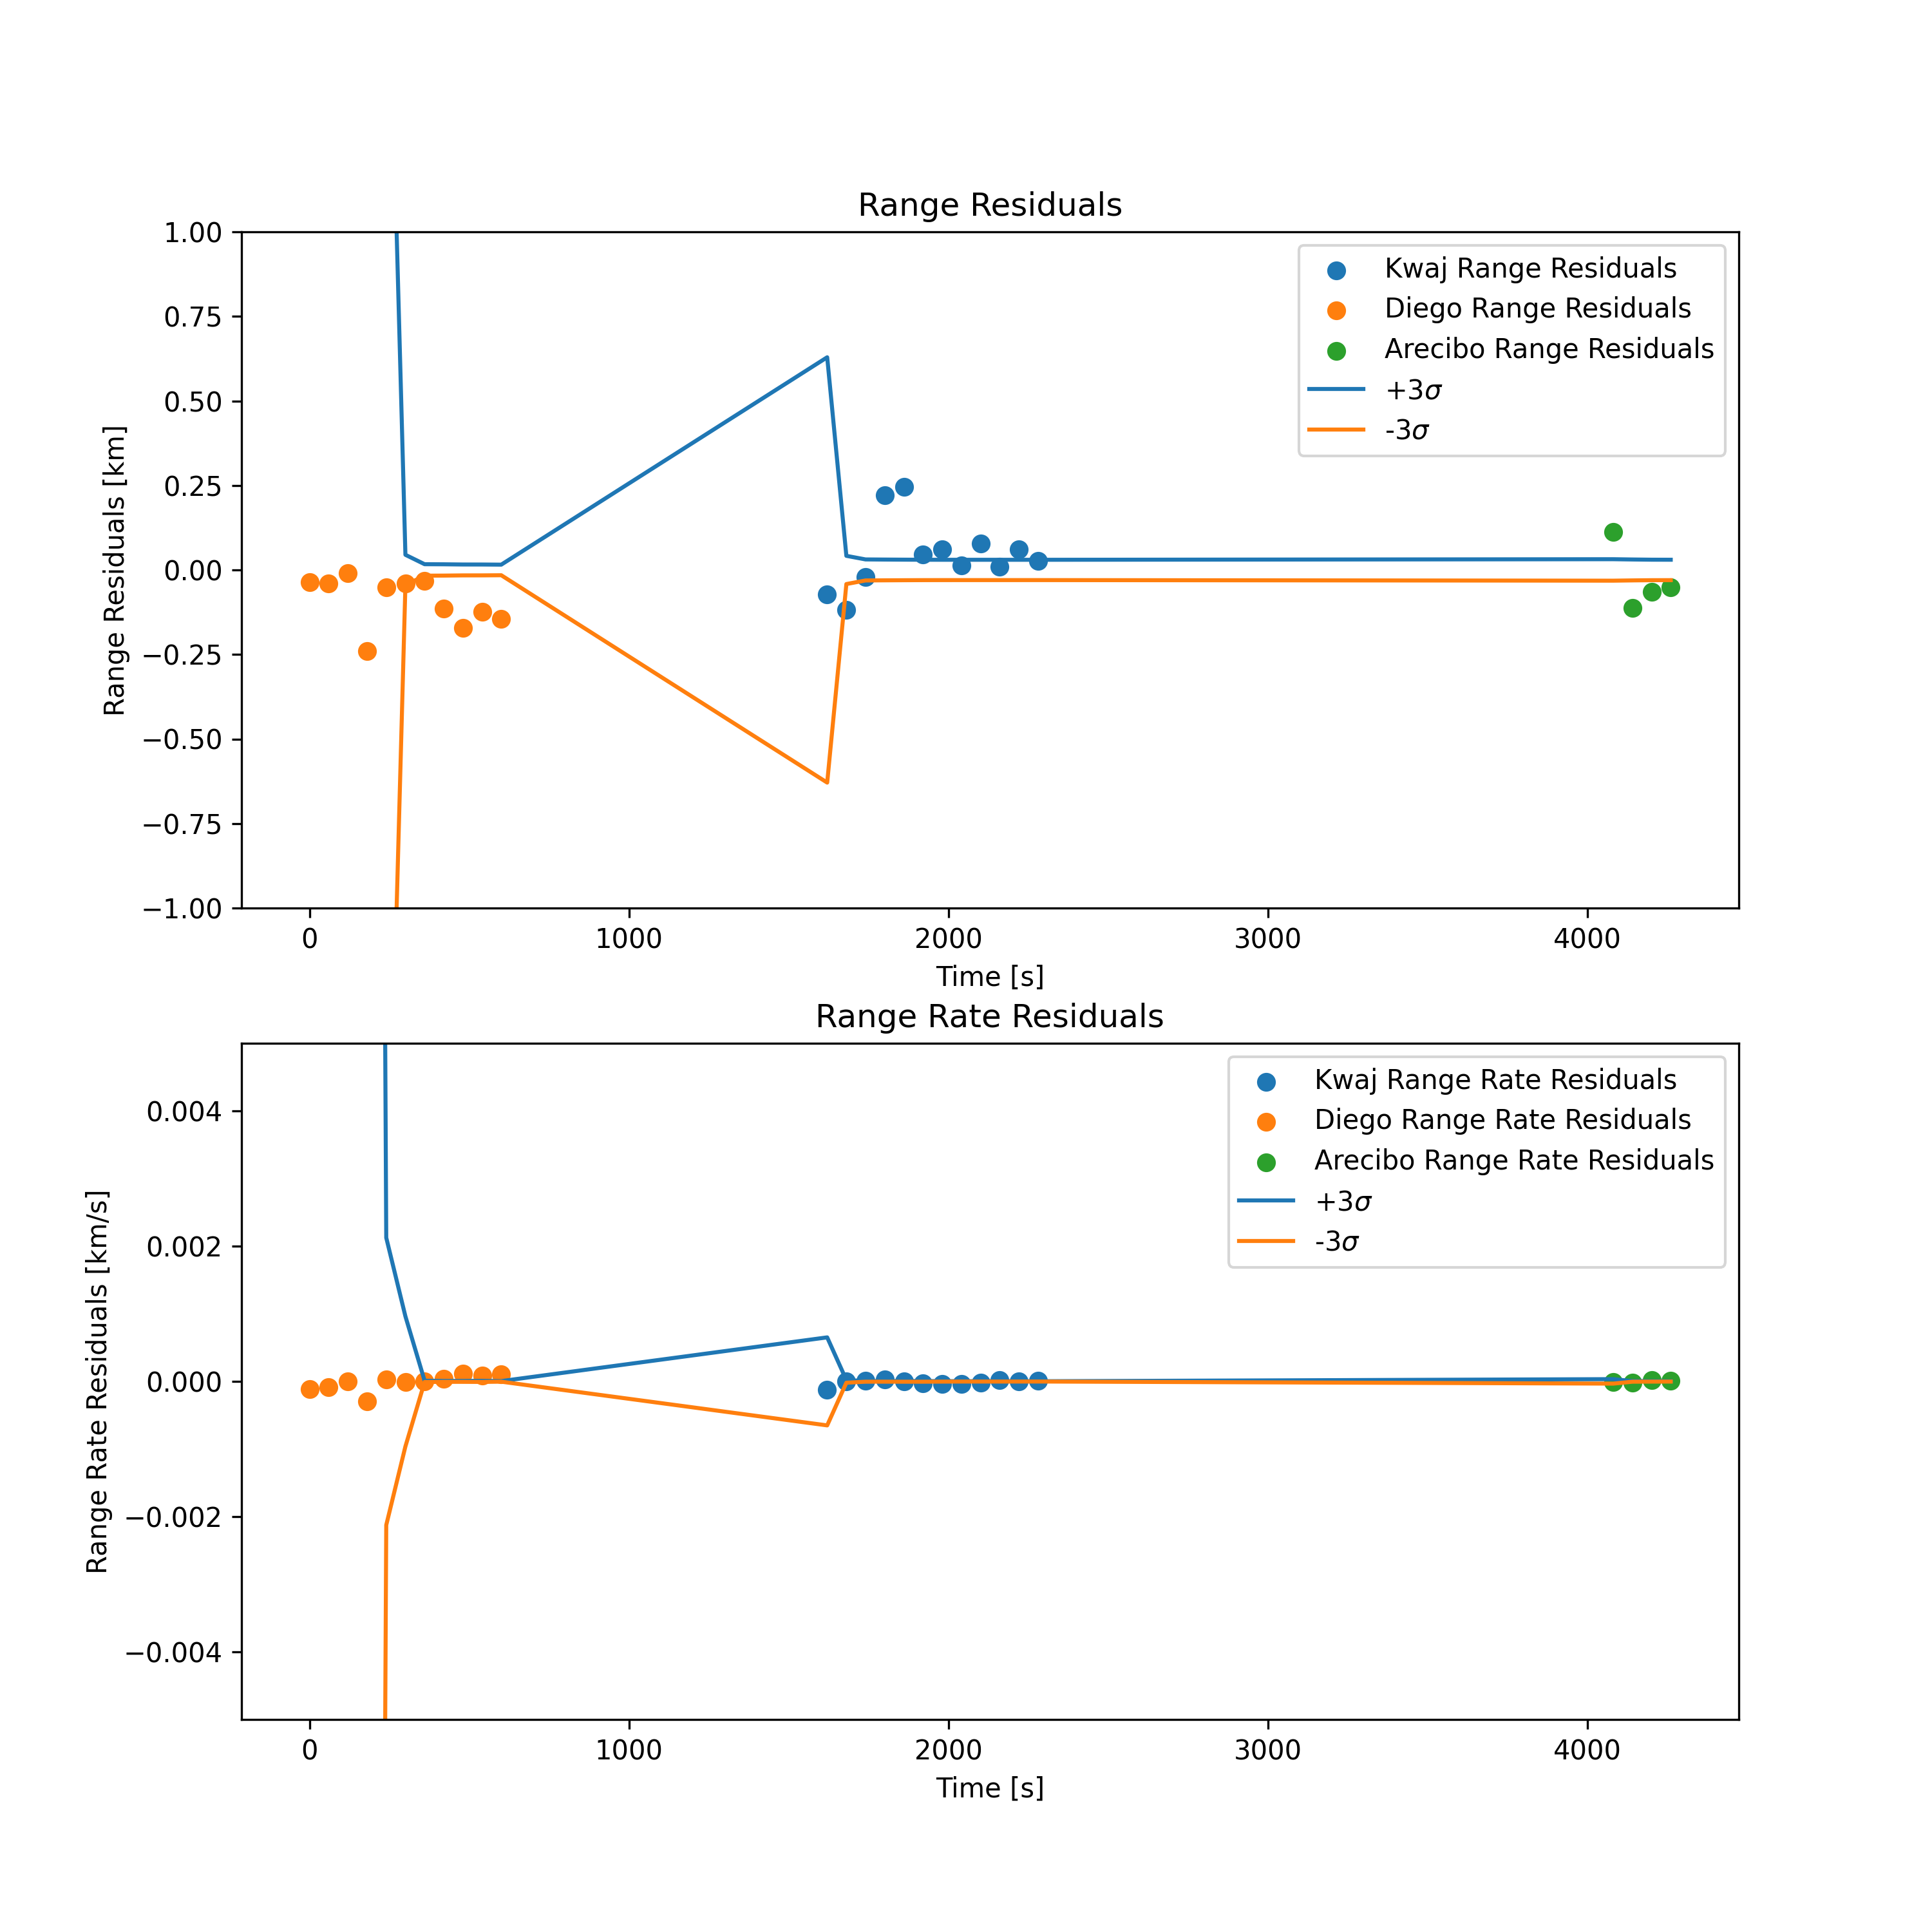 Range Residuals
1.00
0.75
0.50
0.25
0.00
−0.25
−0.50
−0.75
−1.00
Range Residuals [km]
Kwaj Range Residuals
Diego Range Residuals
Arecibo Range Residuals
+3σ
-3σ
0 1000 2000 3000 4000
Time [s]
Range Rate Residuals
0.004
0.002
0.000
−0.002
−0.004
Range Rate Residuals [km/s]
Kwaj Range Rate Residuals
Diego Range Rate Residuals
Arecibo Range Rate Residuals
+3σ
-3σ
0 1000 2000 3000 4000
Time [s]